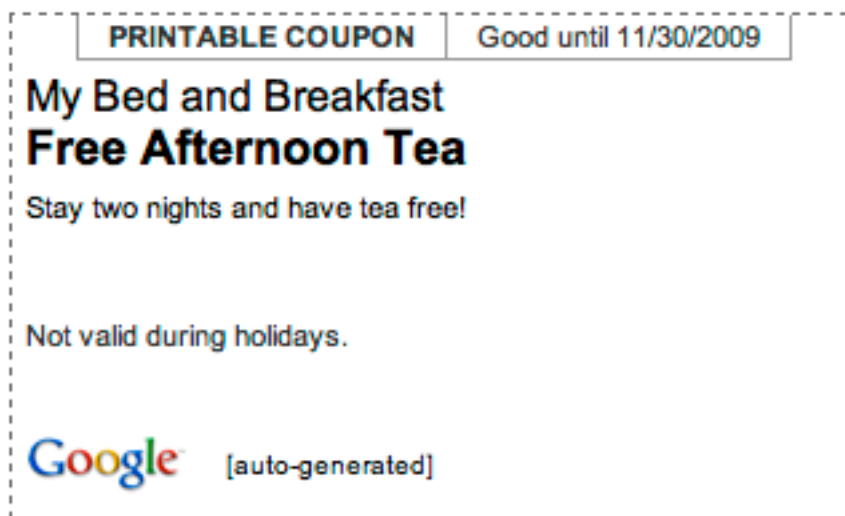 PRINTABLE COUPON Good until 11/30/2009
My Bed and Breakfast
Free Afternoon Tea
Stay two nights and have tea free!
Not valid during holidays.
Google [auto-generated]